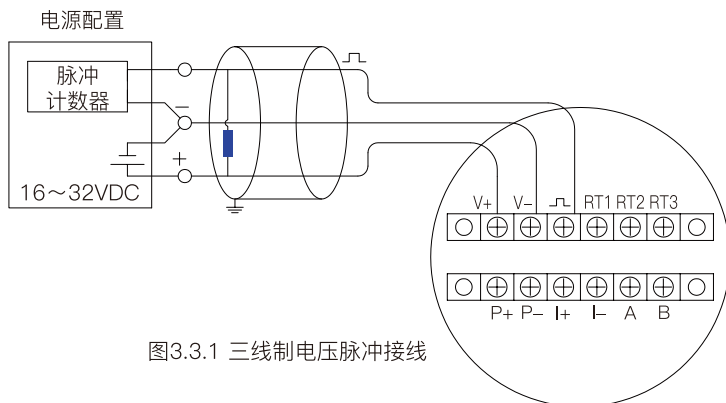 电源配置
脉冲
计数器
−
+
16～32VDC
V+ V− ⎍ RT1 RT2 RT3
P+ P− I+ I− A B
图3.3.1 三线制电压脉冲接线